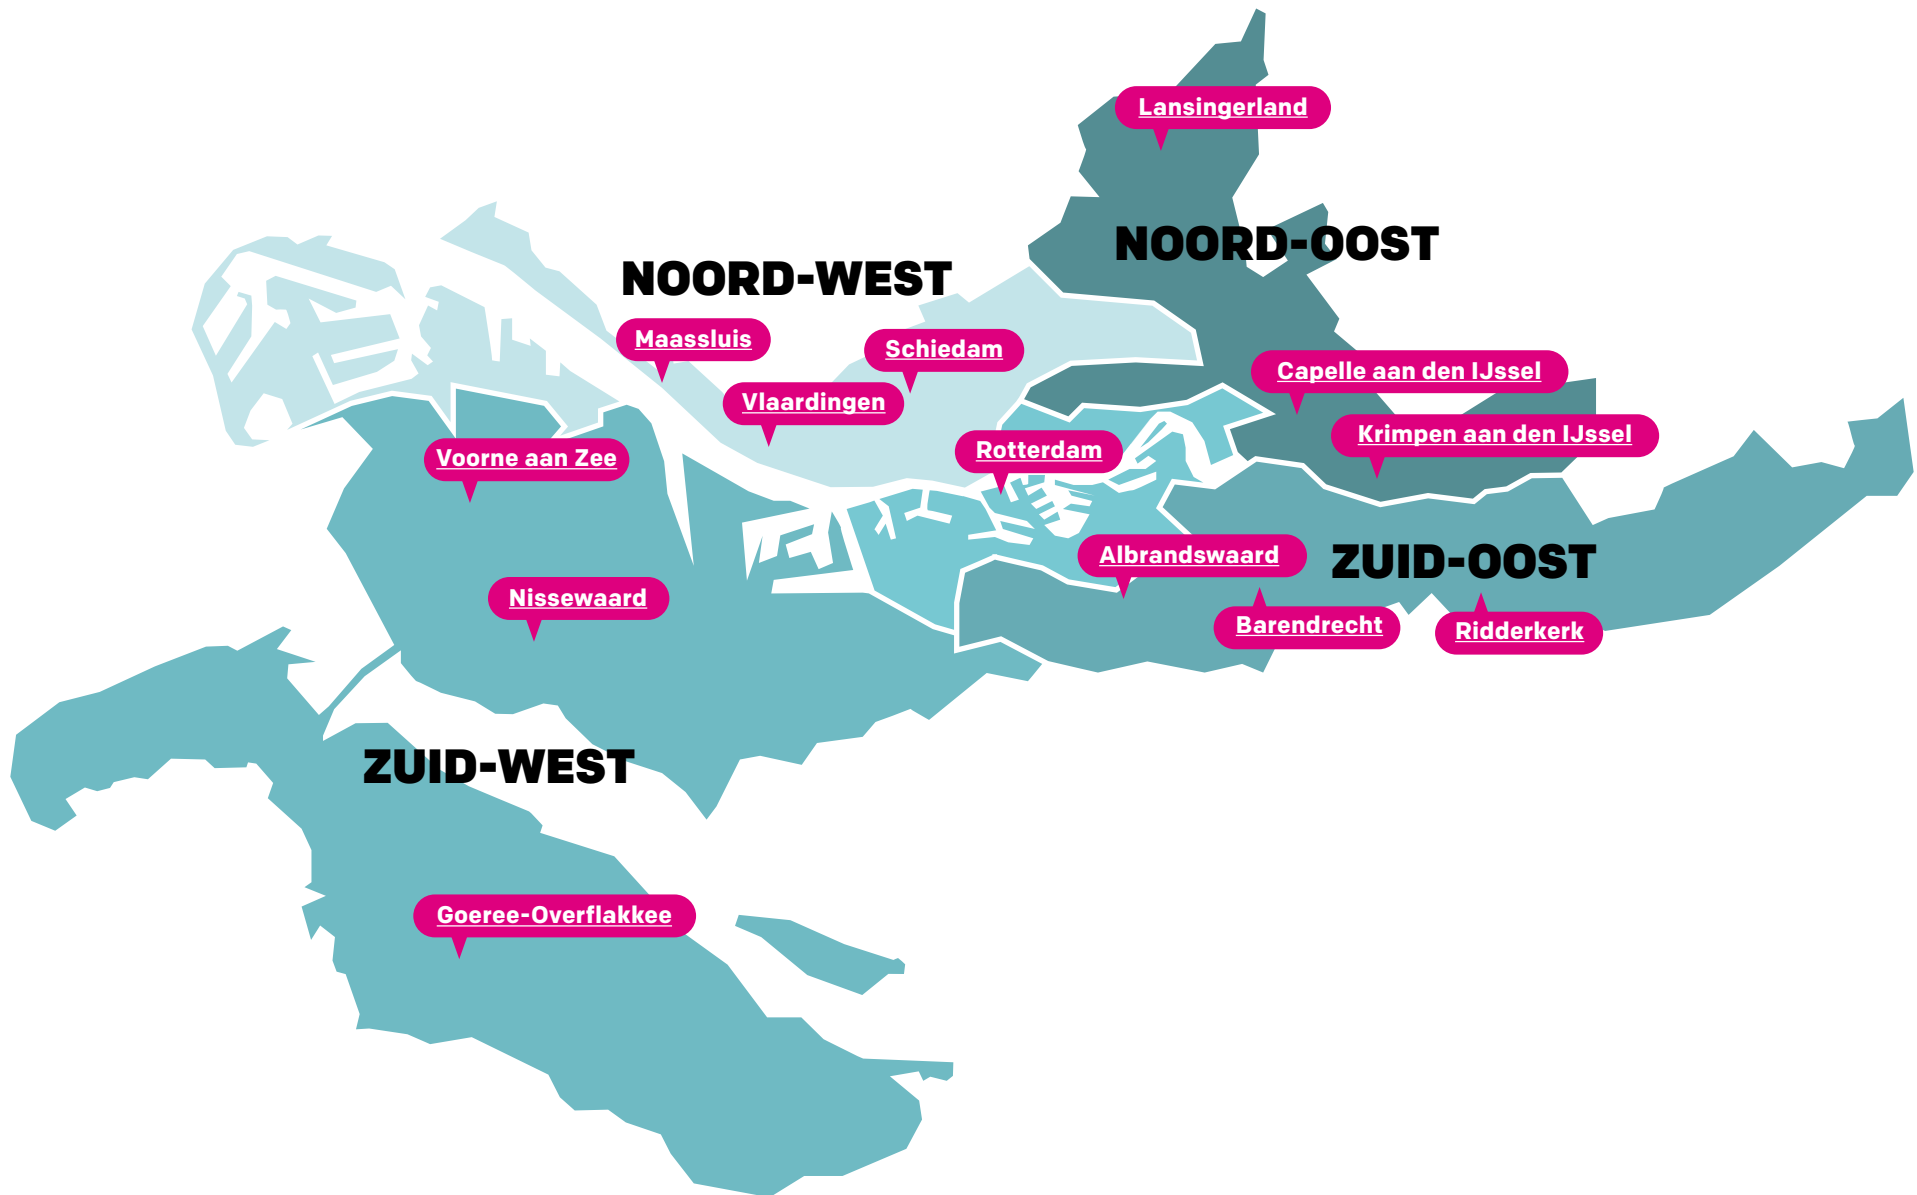 Lansingerland
NOORD-OOST
NOORD-WEST
Maassluis
Schiedam
Capelle aan den IJssel
Vlaardingen
Krimpen aan den IJssel
Rotterdam
Voorne aan Zee
Albrandswaard
ZUID-OOST
Nissewaard
Barendrecht
Ridderkerk
ZUID-WEST
Goeree-Overflakkee